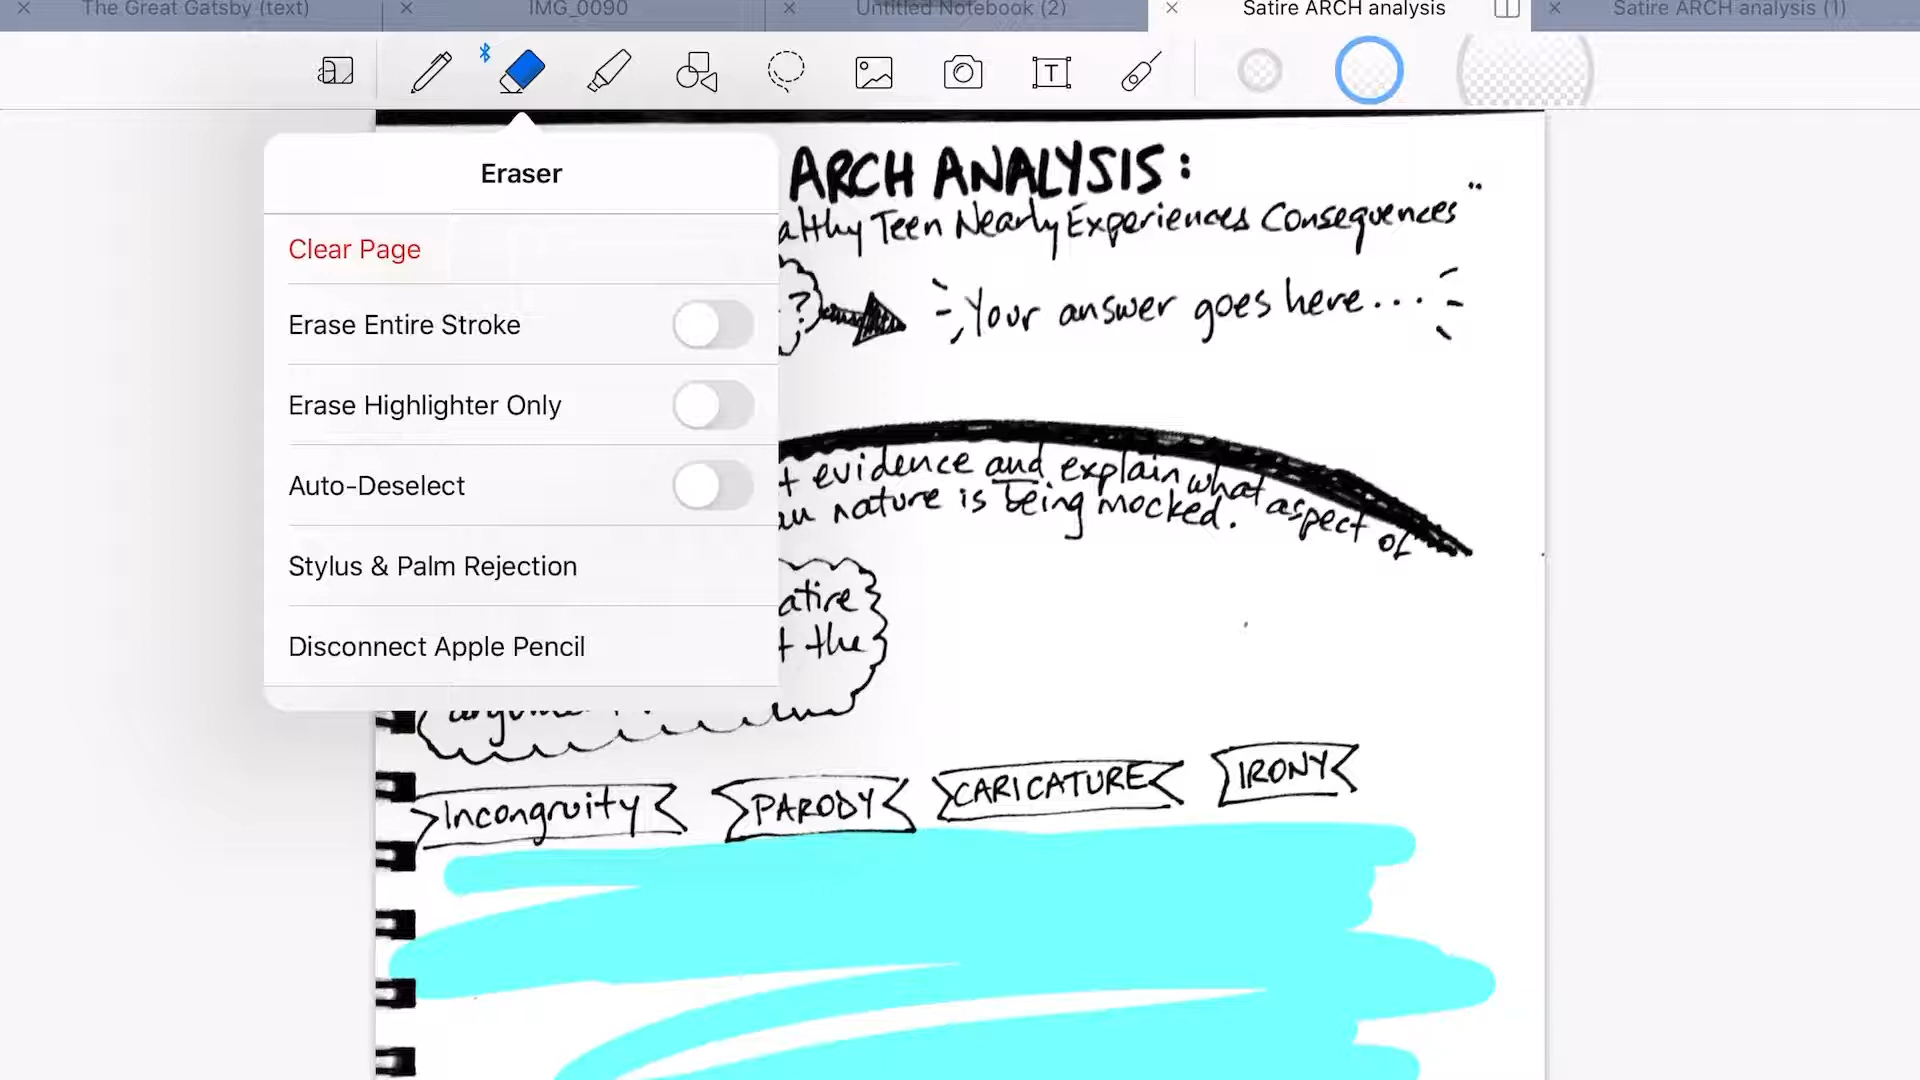 The Great Gatsby (text)
IMG_0090
Untitled Notebook (2)
Satire ARCH analysis
Satire ARCH analysis (1)
T
Eraser
Clear Page
Erase Entire Stroke
Erase Highlighter Only
Auto-Deselect
Stylus & Palm Rejection
Disconnect Apple Pencil
ARCH ANALYSIS:
althy Teen Nearly Experiences Consequences"
? Your answer goes here...
t evidence and explain what aspect of
an nature is being mocked.
atire
t the
Incongruity
PARODY
CARICATURE
IRONY